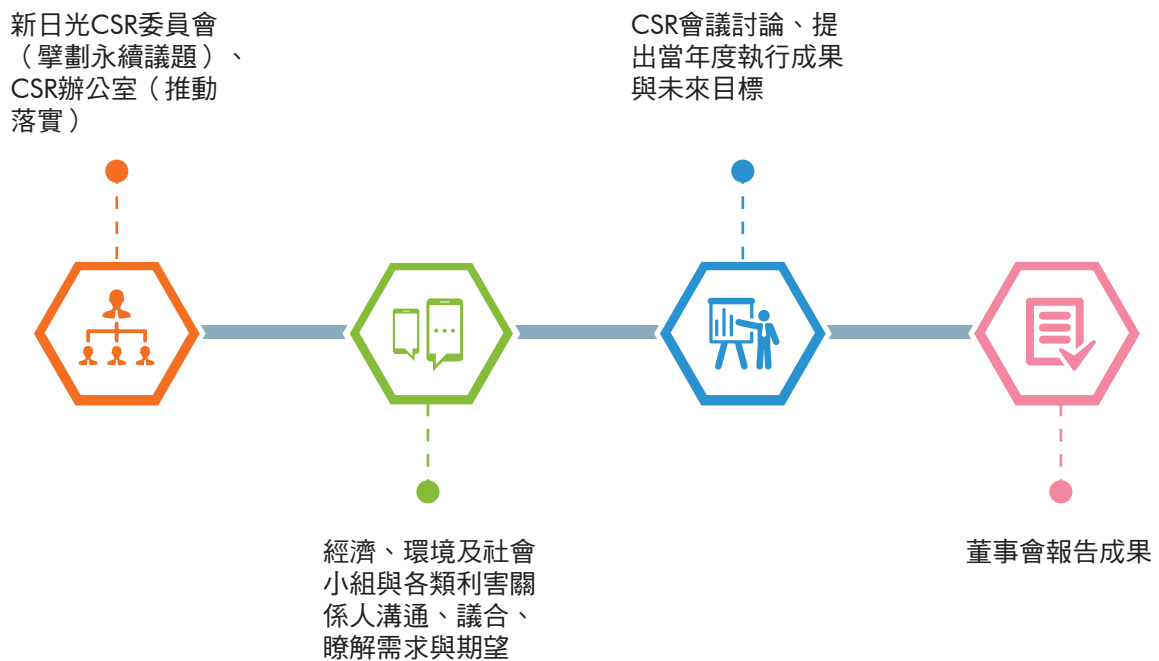 新日光CSR委員會
（擘劃永續議題）、
CSR辦公室（推動
落實）
經濟、環境及社會
小組與各類利害關
係人溝通、議合、
瞭解需求與期望
CSR會議討論、提
出當年度執行成果
與未來目標
董事會報告成果